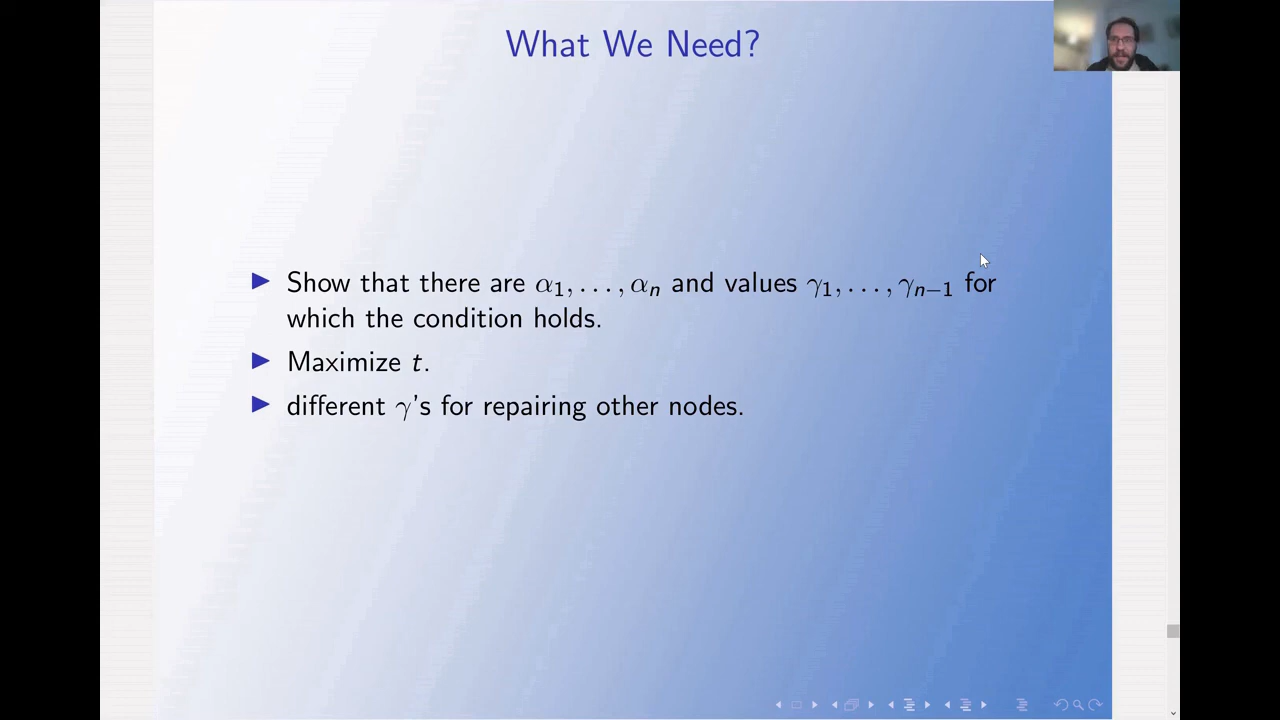 What We Need?
▶ Show that there are α₁, . . . , αₙ and values γ₁, . . . , γₙ₋₁ for
which the condition holds.
▶ Maximize t.
▶ different γ's for repairing other nodes.